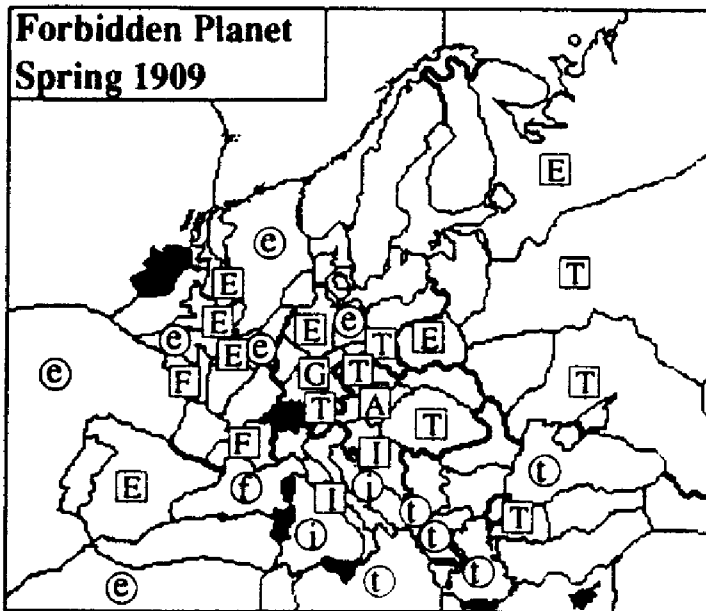 Forbidden Planet
Spring 1909
E
e
T
E
E E e
e E e T E
e F G T T
T A T
F I t
E f I i
t T
i t
e t t